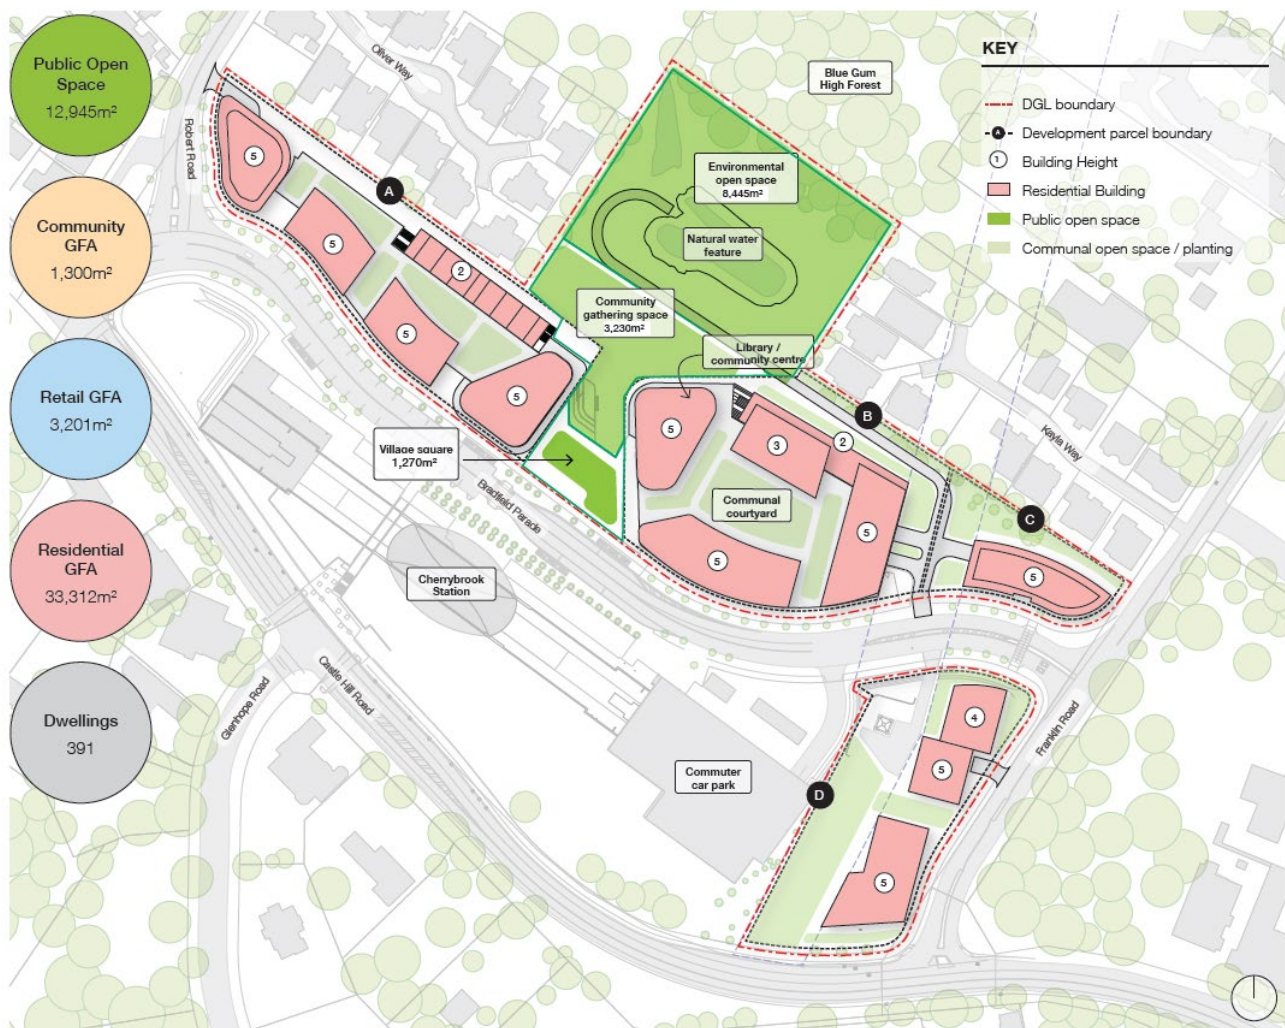 Public Open
Space
12,945m²
Community
GFA
1,300m²
Retail GFA
3,201m²
Residential
GFA
33,312m²
Dwellings
391
KEY
DGL boundary
A
Development parcel boundary
1
Building Height
Residential Building
Public open space
Communal open space / planting
Oliver Way
Robert Road
Blue Gum
High Forest
Environmental
open space
8,445m²
Natural water
feature
Community
gathering space
3,230m²
Library /
community centre
A
5
5
2
5
5
Village square
1,270m²
Bradfield Parade
Cherrybrook
Station
B
5
3
2
Communal
courtyard
5
5
Kayla Way
C
5
Castle Hill Road
Glenhope Road
Franklin Road
Commuter
car park
D
4
5
5